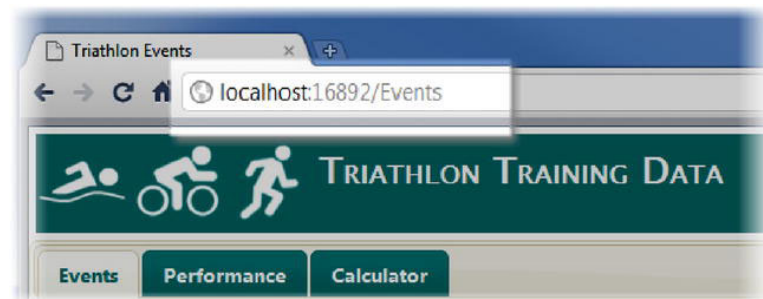 Triathlon Events
localhost:16892/Events
TRIATHLON TRAINING DATA
Events Performance Calculator